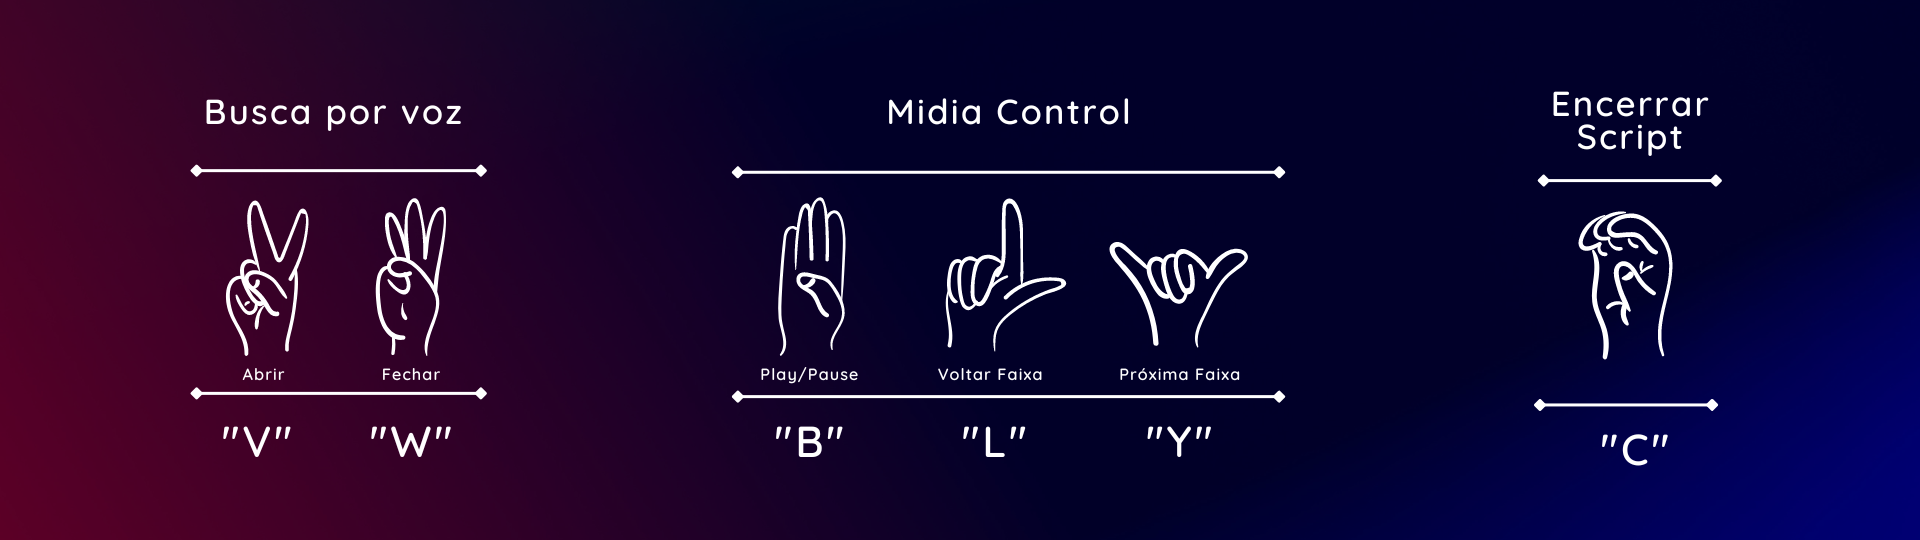 Busca por voz
Abrir
Fechar
"V"
"W"
Midia Control
Play/Pause
Voltar Faixa
Próxima Faixa
"B"
"L"
"Y"
Encerrar
Script
"C"